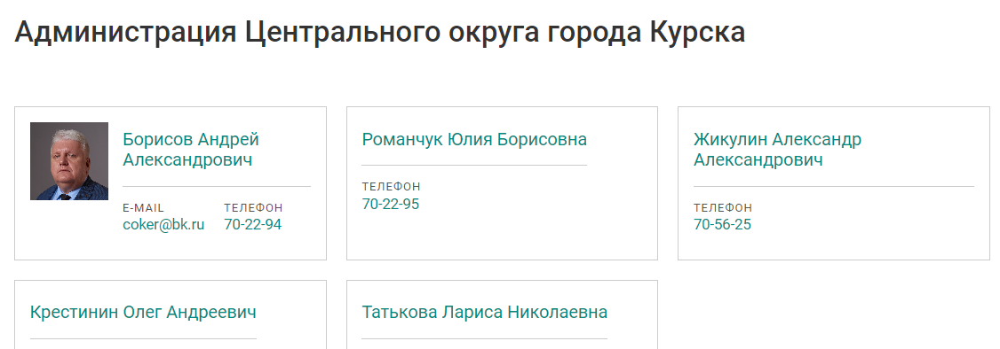 Администрация Центрального округа города Курска
Борисов Андрей
Александрович
E-MAIL ТЕЛЕФОН
coker@bk.ru 70-22-94
Романчук Юлия Борисовна
ТЕЛЕФОН
70-22-95
Жикулин Александр
Александрович
ТЕЛЕФОН
70-56-25
Крестинин Олег Андреевич
Татькова Лариса Николаевна